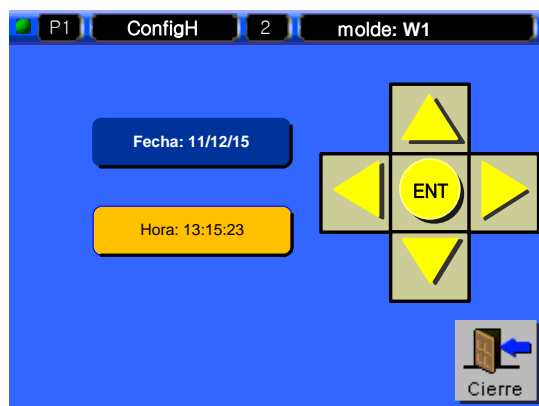 P1 ConfigH 2 molde: W1
Fecha: 11/12/15
ENT
Hora: 13:15:23
Cierre